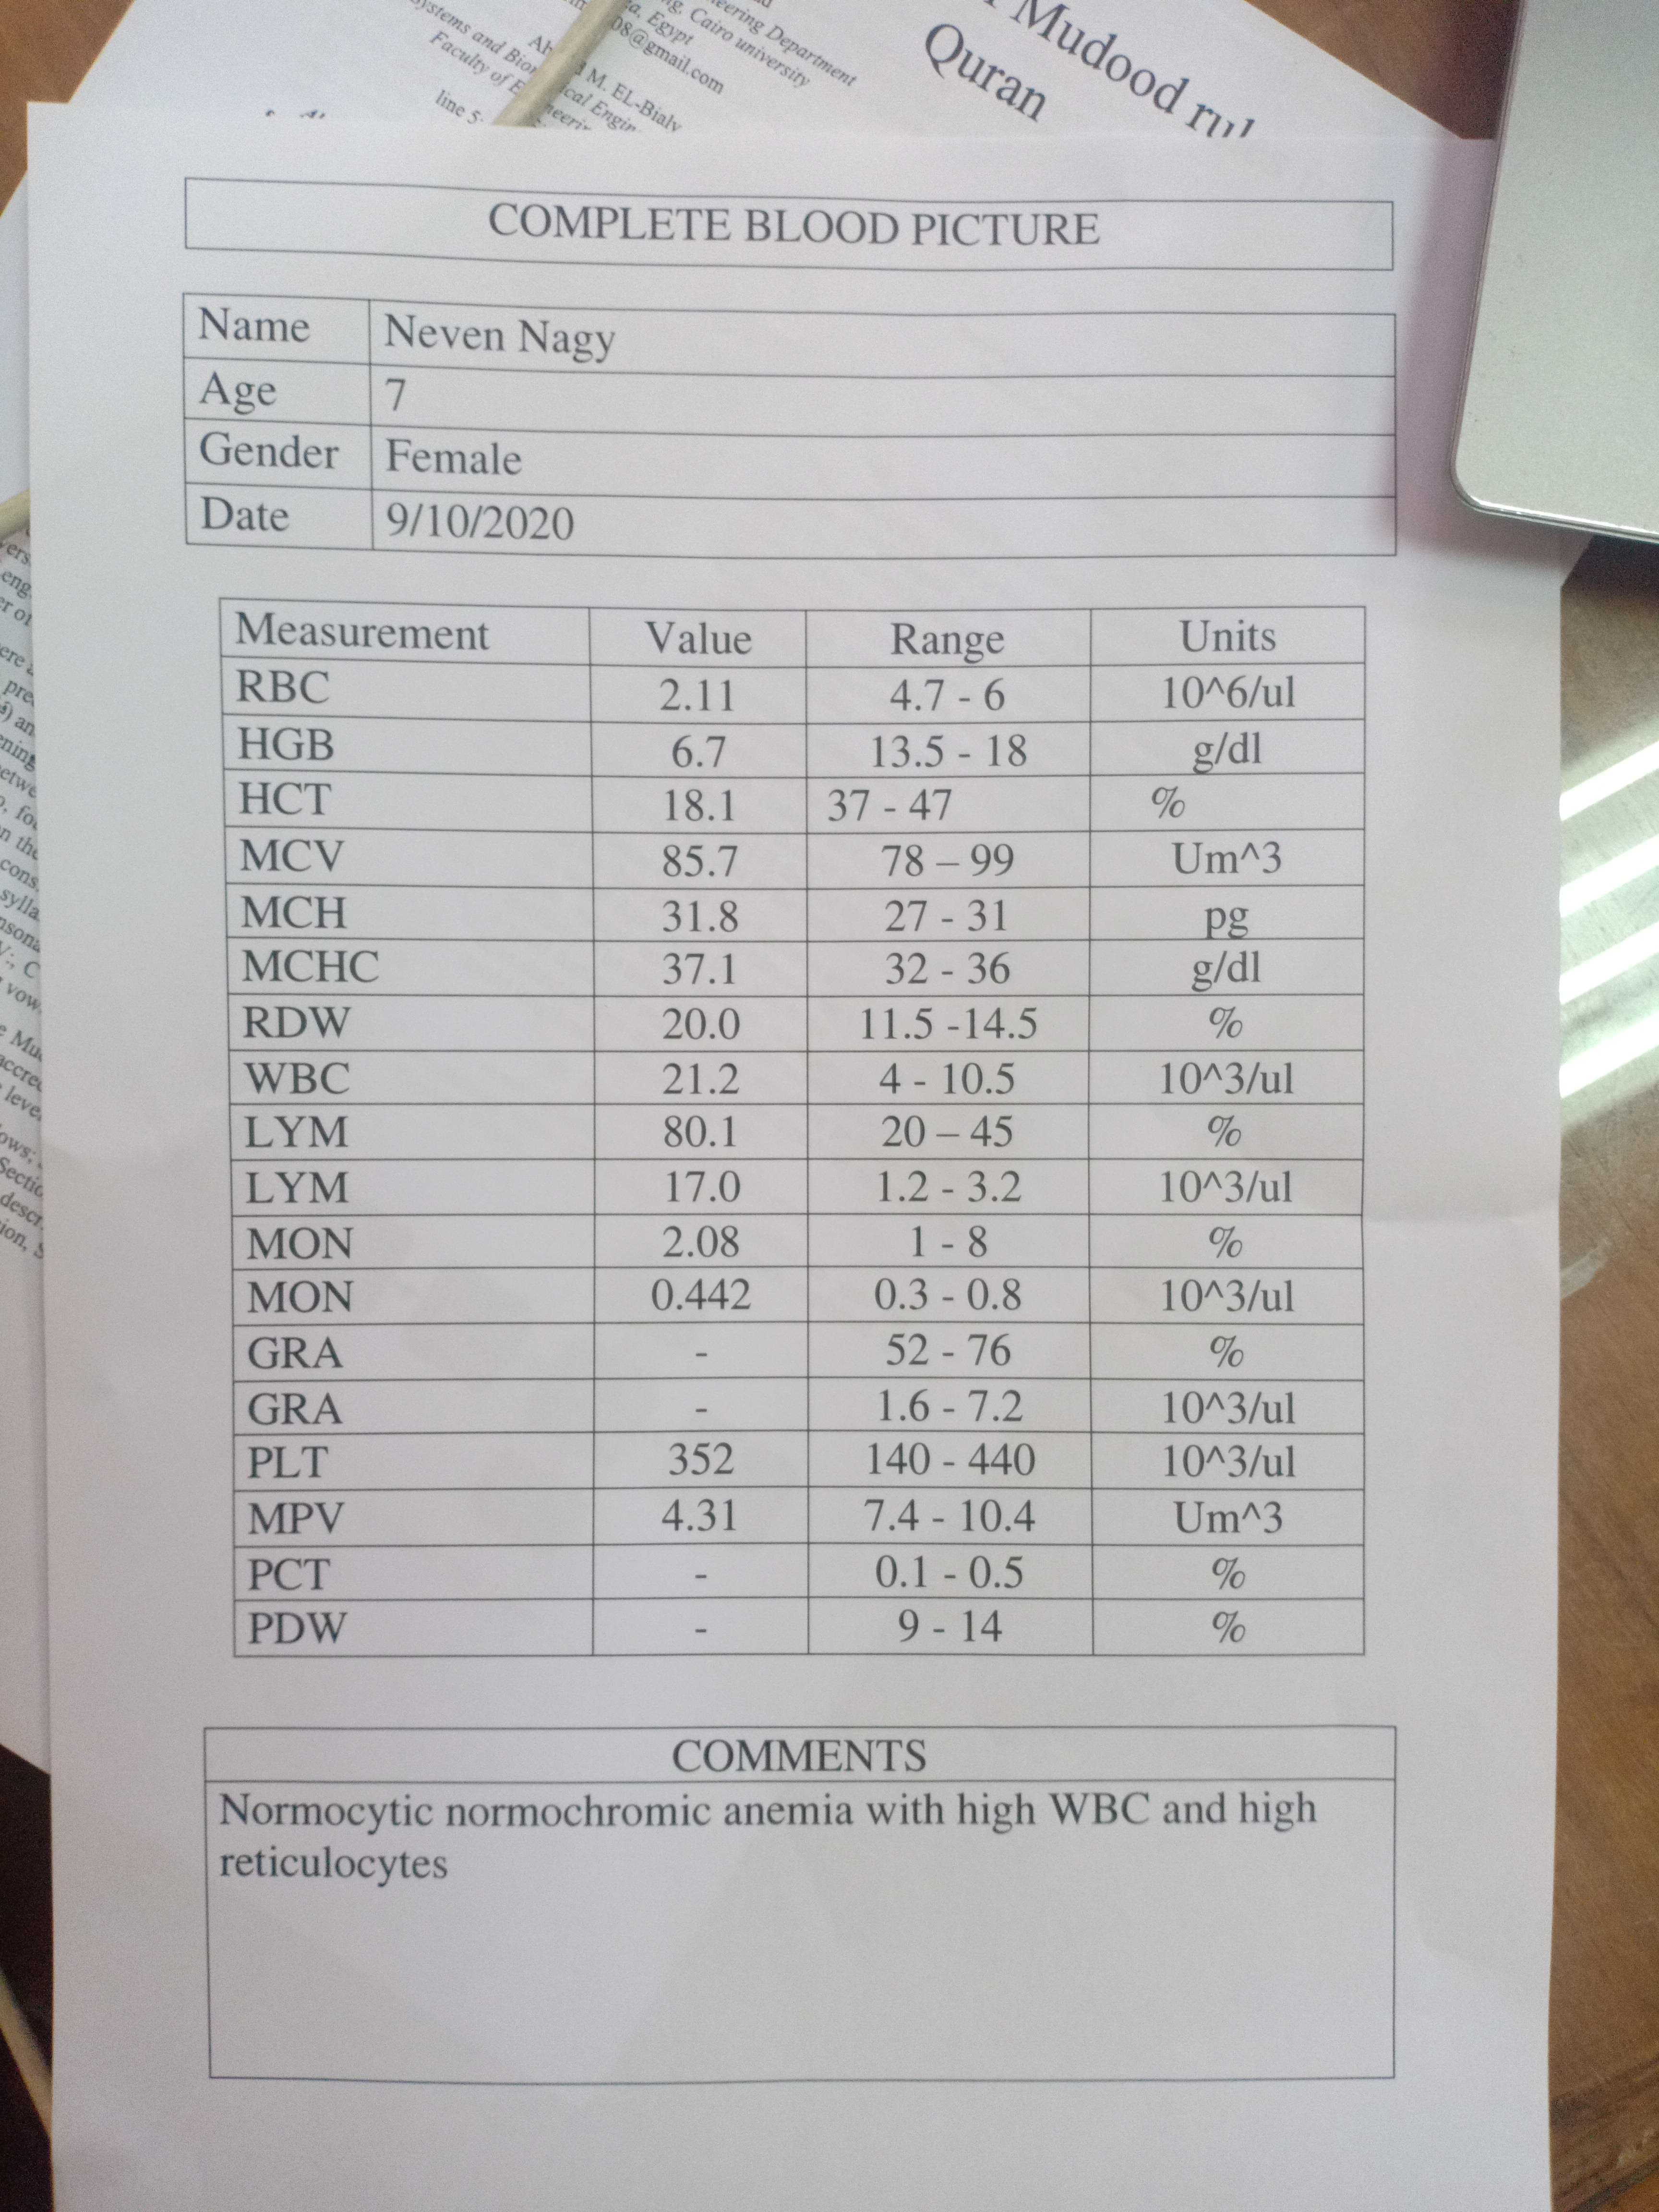 Mudood
Quran
neering Department
ng, Cairo university
Egypt
08@gmail.com
ystems and
M. EL-Bialy
Faculty of
line 5:
COMPLETE BLOOD PICTURE
Name Neven Nagy
Age 7
Gender Female
Date 9/10/2020
Measurement Value Range Units
RBC 2.11 4.7 - 6 10^6/ul
HGB 6.7 13.5 - 18 g/dl
HCT 18.1 37 - 47 %
MCV 85.7 78 – 99 Um^3
MCH 31.8 27 - 31 pg
MCHC 37.1 32 - 36 g/dl
RDW 20.0 11.5 -14.5 %
WBC 21.2 4 - 10.5 10^3/ul
LYM 80.1 20 – 45 %
LYM 17.0 1.2 - 3.2 10^3/ul
MON 2.08 1 - 8 %
MON 0.442 0.3 - 0.8 10^3/ul
GRA - 52 - 76 %
GRA - 1.6 - 7.2 10^3/ul
PLT 352 140 - 440 10^3/ul
MPV 4.31 7.4 - 10.4 Um^3
PCT - 0.1 - 0.5 %
PDW - 9 - 14 %
COMMENTS
Normocytic normochromic anemia with high WBC and high
reticulocytes